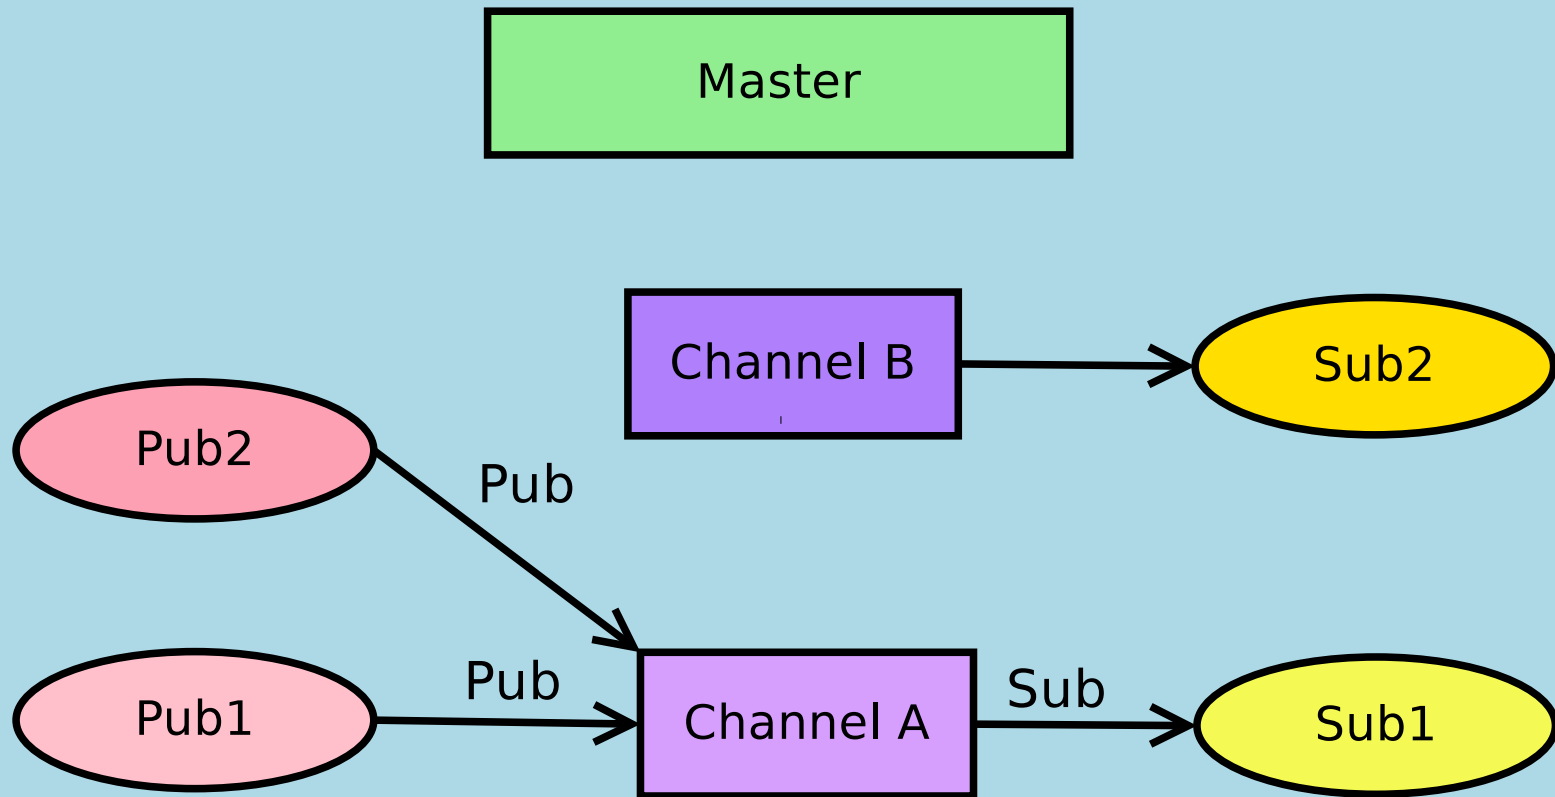 Master
Channel B
Sub2
Pub2
Pub
Pub
Sub
Pub1
Channel A
Sub1